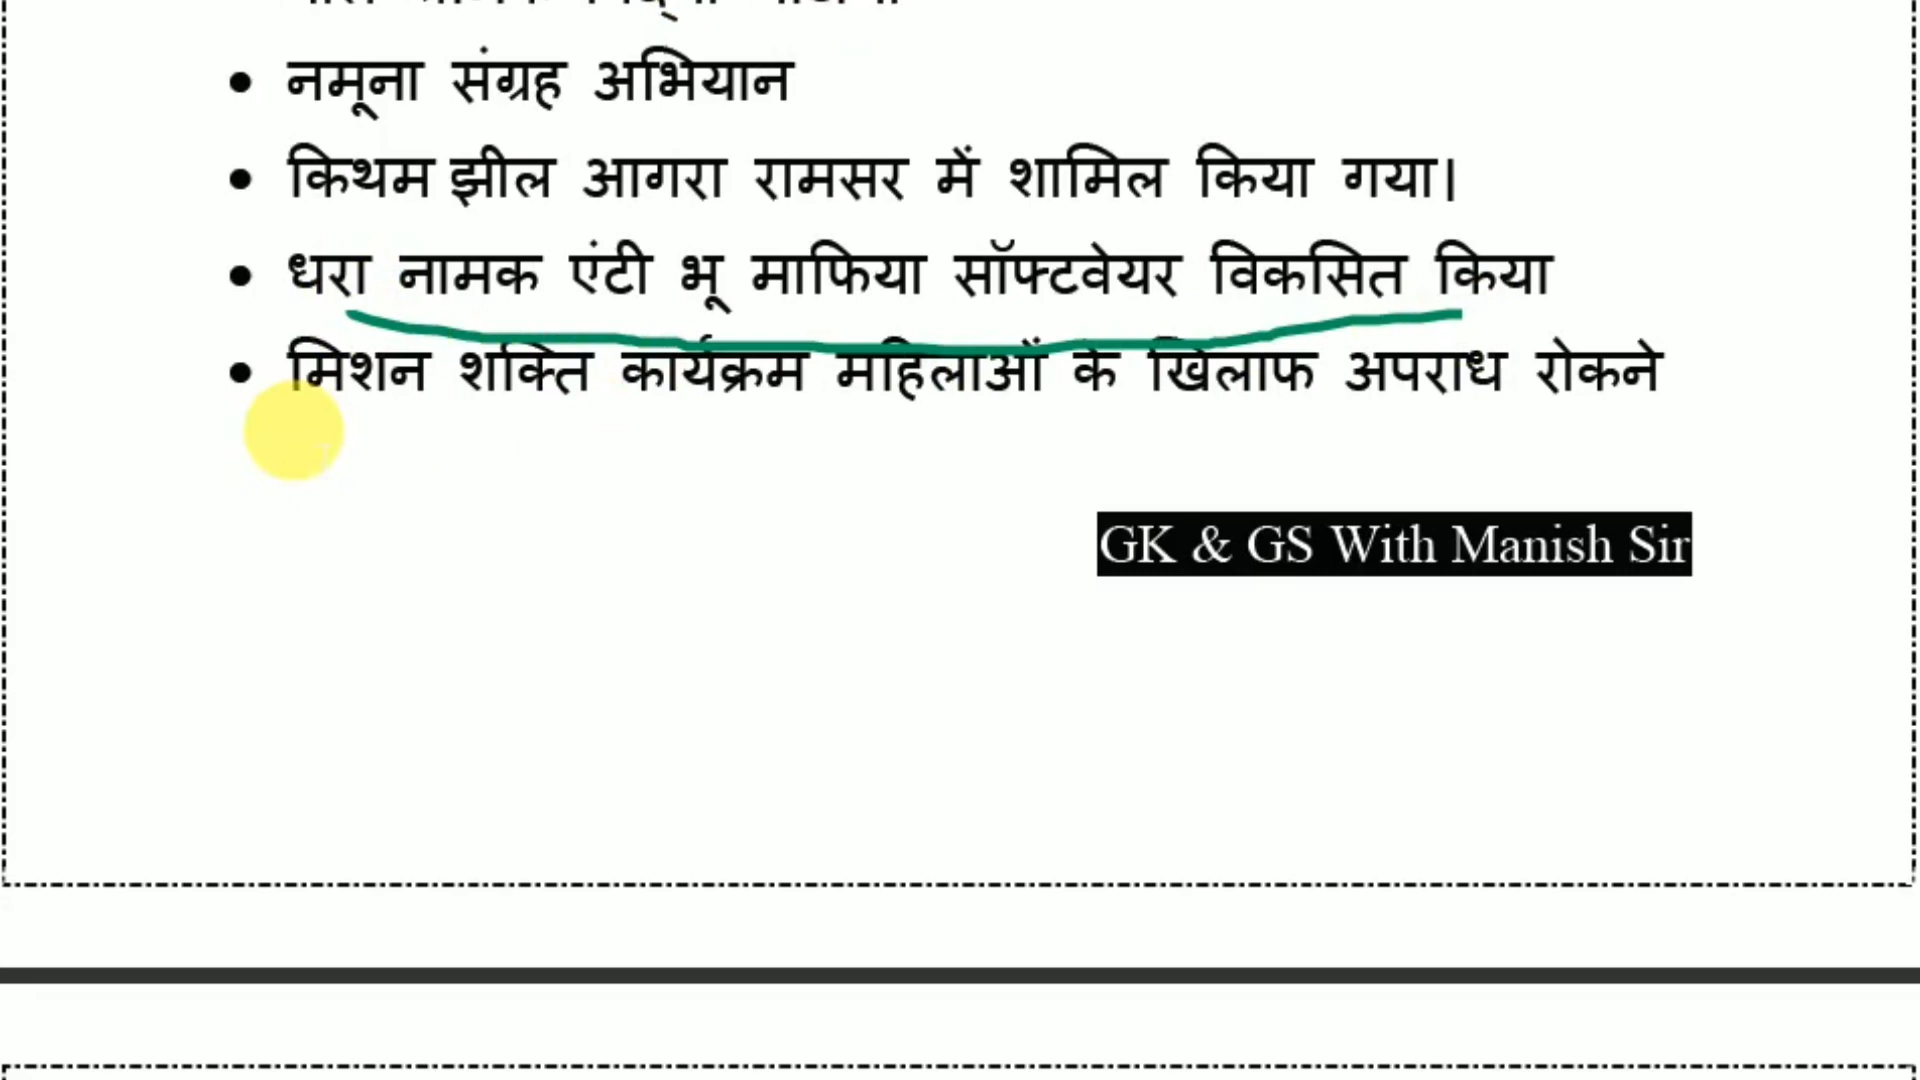 नमूना संग्रह अभियान
किथम झील आगरा रामसर में शामिल किया गया।
धरा नामक एंटी भू माफिया सॉफ्टवेयर विकसित किया
मिशन शक्ति कार्यक्रम महिलाओं के खिलाफ अपराध रोकने
GK & GS With Manish Sir